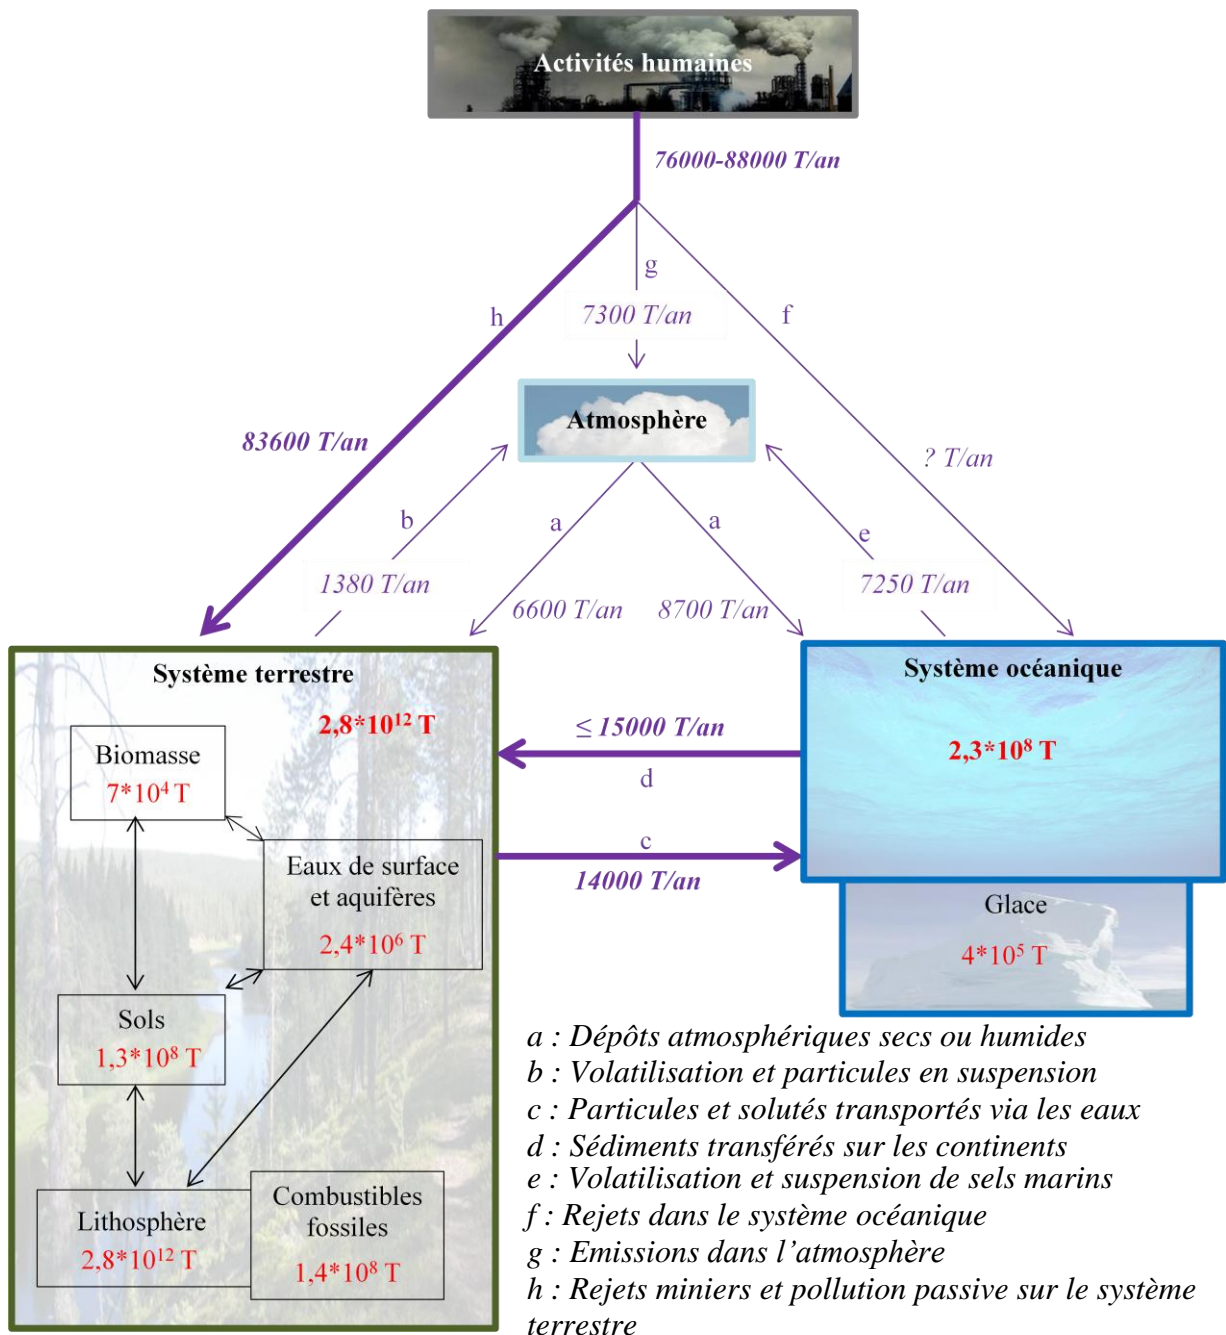 Activités humaines
76000-88000 T/an
g
h
7300 T/an
f
Atmosphère
83600 T/an
? T/an
b
a
a
e
1380 T/an
7250 T/an
6600 T/an
8700 T/an
Système terrestre
2,8*10¹² T
Biomasse
7*10⁴ T
Eaux de surface
et aquifères
2,4*10⁶ T
Sols
1,3*10⁸ T
Lithosphère
2,8*10¹² T
Combustibles
fossiles
1,4*10⁸ T
≤ 15000 T/an
d
c
14000 T/an
Système océanique
2,3*10⁸ T
Glace
4*10⁵ T
a : Dépôts atmosphériques secs ou humides
b : Volatilisation et particules en suspension
c : Particules et solutés transportés via les eaux
d : Sédiments transférés sur les continents
e : Volatilisation et suspension de sels marins
f : Rejets dans le système océanique
g : Emissions dans l’atmosphère
h : Rejets miniers et pollution passive sur le système
terrestre